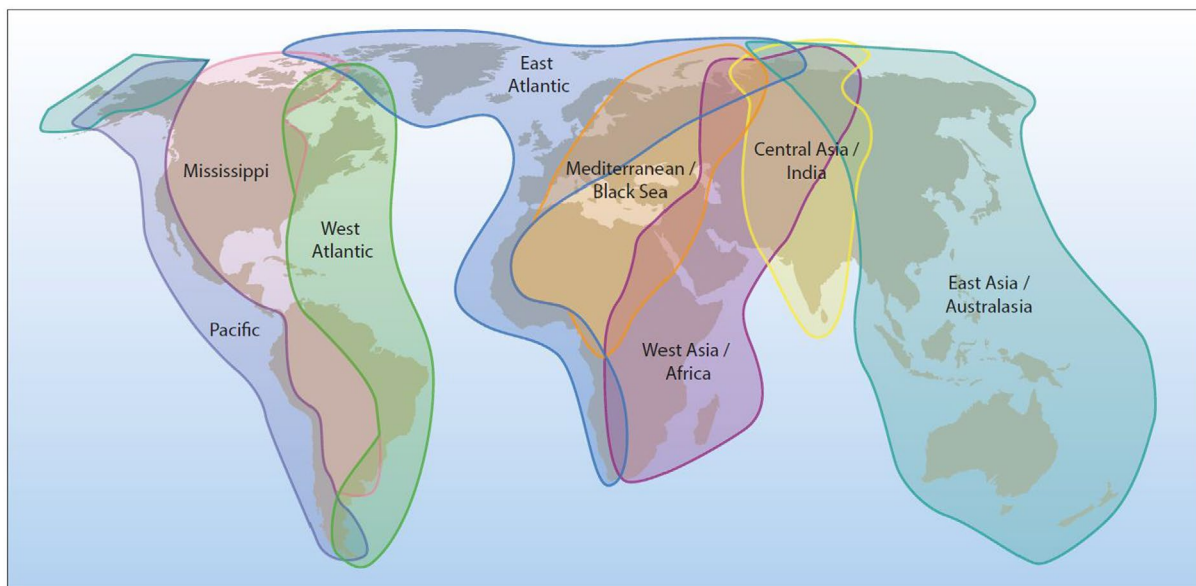 East
Atlantic
Mississippi
Mediterranean /
Black Sea
Central Asia /
India
West
Atlantic
Pacific
West Asia /
Africa
East Asia /
Australasia